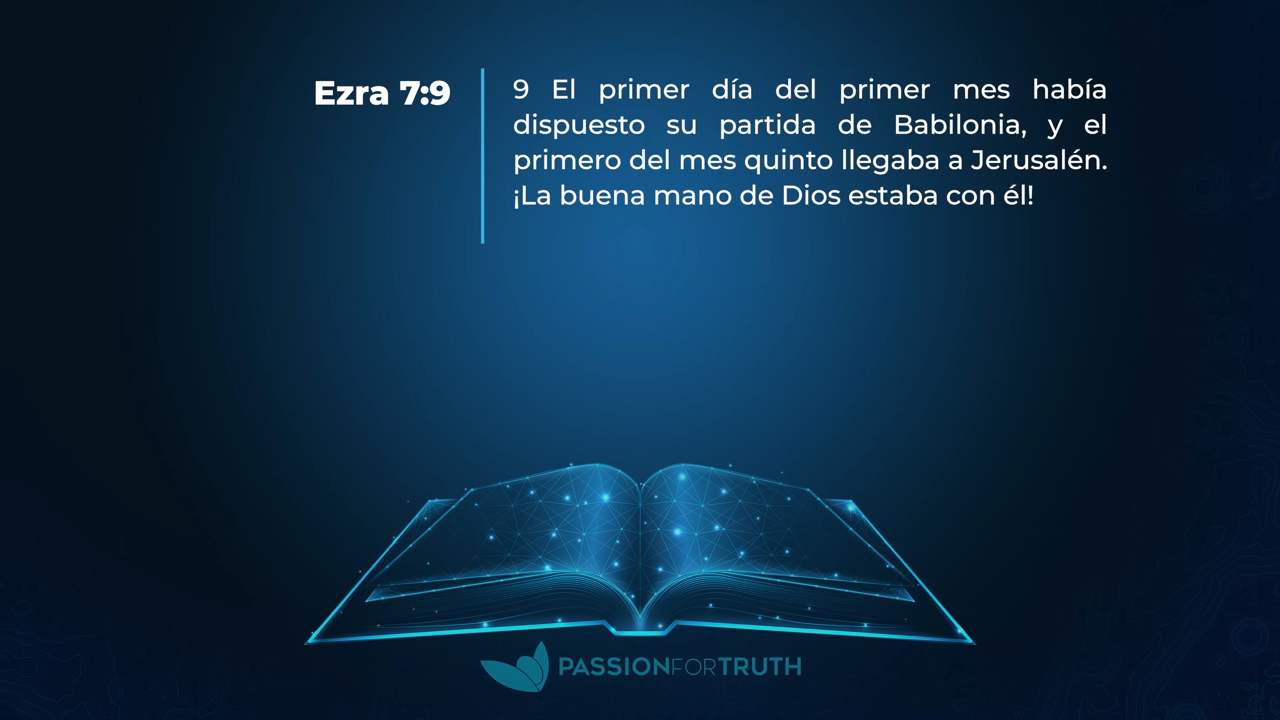 Ezra 7:9
9 El primer día del primer mes había
dispuesto su partida de Babilonia, y el
primero del mes quinto llegaba a Jerusalén.
¡La buena mano de Dios estaba con él!
PASSIONFORTRUTH